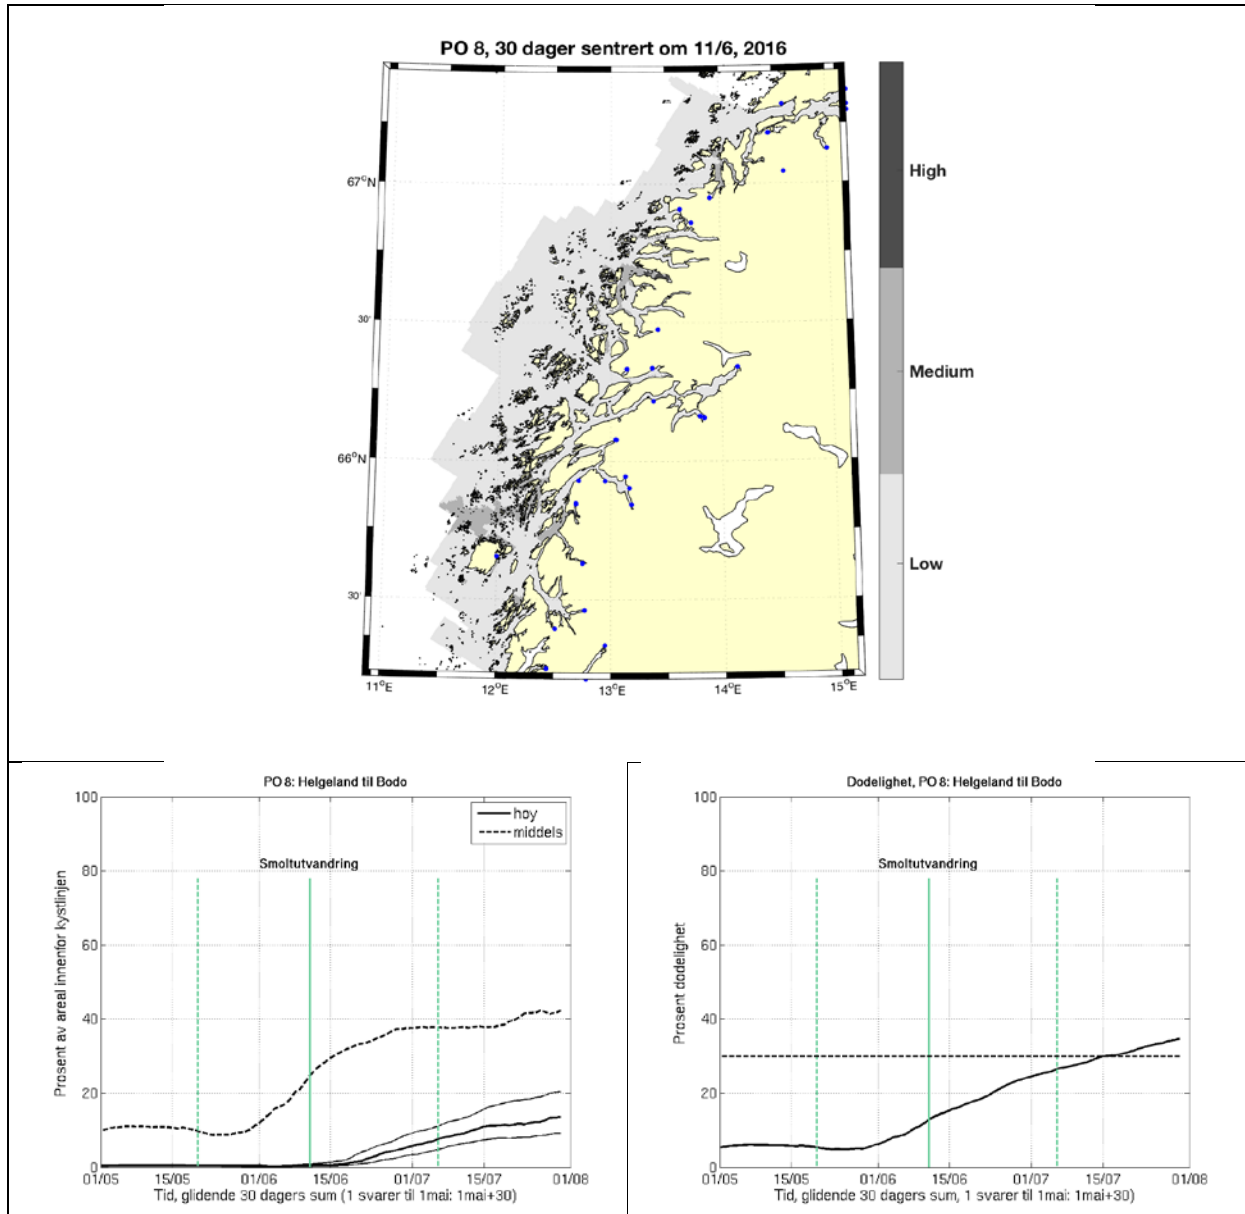 PO 8, 30 dager sentrert om 11/6, 2016
High
67°N
30'
Medium
66°N
Low
30'
11°E 12°E 13°E 14°E 15°E
PO 8: Helgeland til Bodo
100
hoy
middels
80
Smoltutvandring
60
40
20
0
Prosent av areal innenfor kystlinjen
01/05 15/05 01/06 15/06 01/07 15/07 01/08
Tid, glidende 30 dagers sum (1 svarer til 1mai: 1mai+30)
Dodelighet, PO 8: Helgeland til Bodo
100
80
Smoltutvandring
60
40
20
0
Prosent dodelighet
01/05 15/05 01/06 15/06 01/07 15/07 01/08
Tid, glidende 30 dagers sum, 1 svarer til 1mai: 1mai+30)